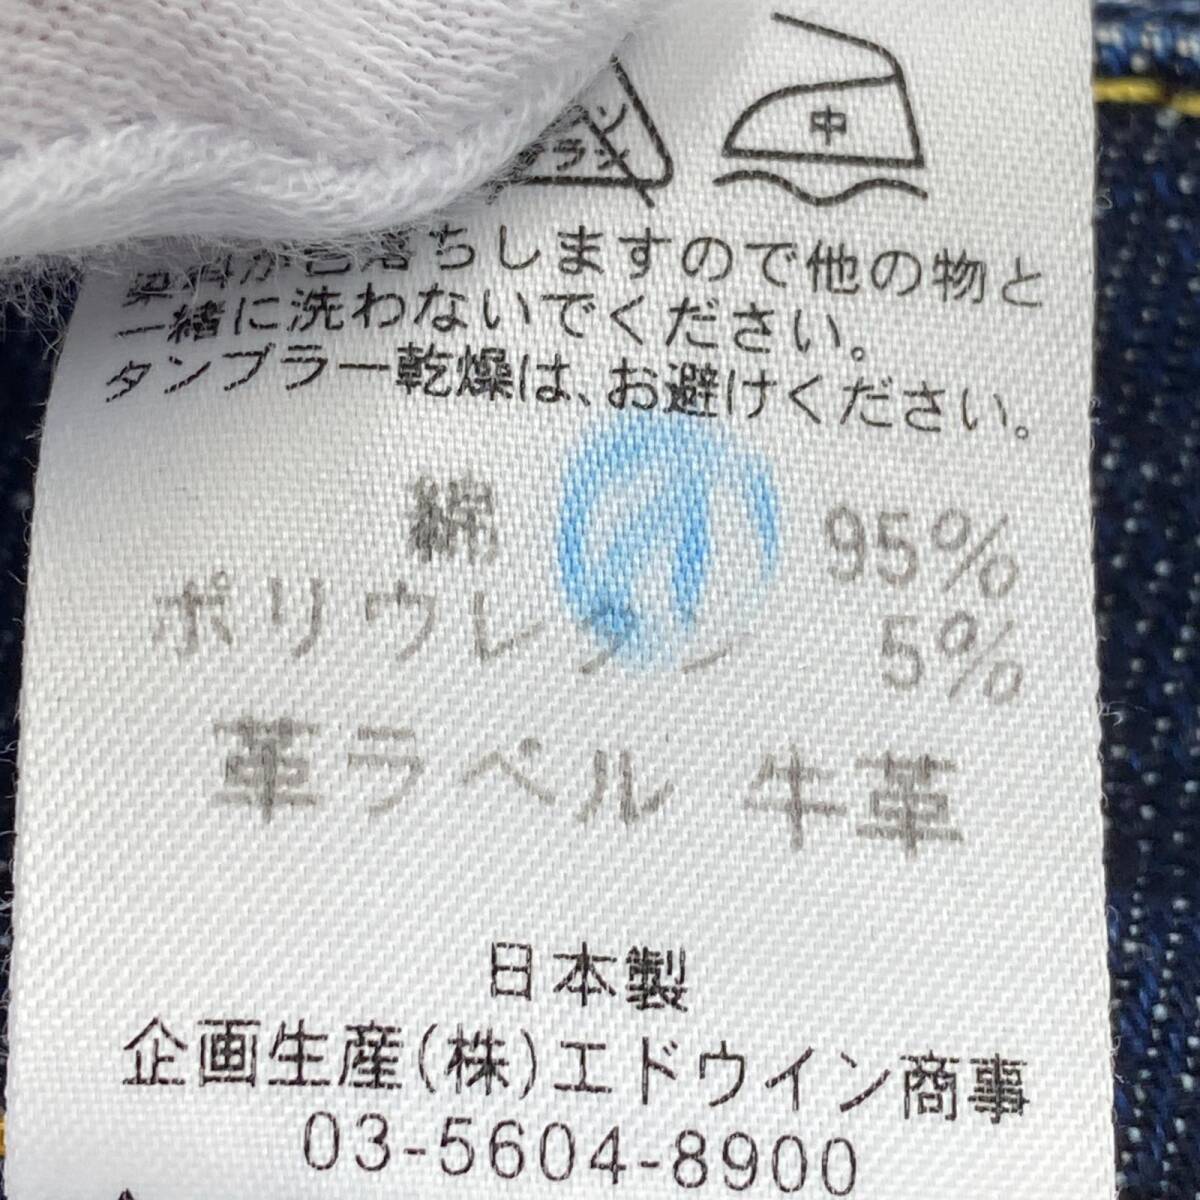 中
色落ちしますので他の物と
一緒に洗わないでください。
タンブラー乾燥は、お避けください。
綿 95%
ポリウレタン 5%
革ラベル 牛革
日本製
企画生産(株)エドウイン商事
03-5604-8900